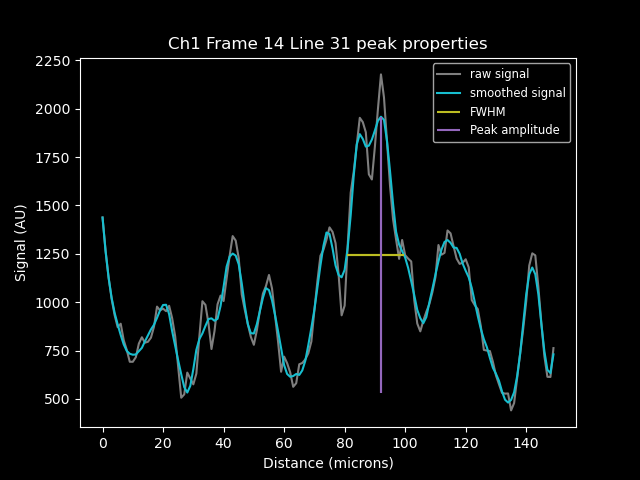 Ch1 Frame 14 Line 31 peak properties
raw signal
smoothed signal
FWHM
Peak amplitude
Signal (AU)
2250
2000
1750
1500
1250
1000
750
500
0 20 40 60 80 100 120 140
Distance (microns)